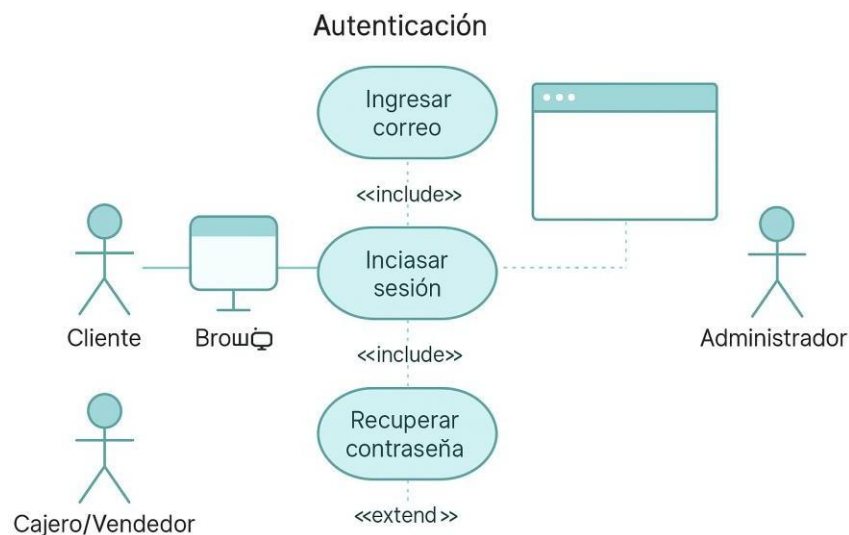 Autenticación
Ingresar
correo
<<include>>
Inciasar
sesión
Cliente
Administrador
<<include>>
Recuperar
contraseña
Cajero/Vendedor
<<extend>>